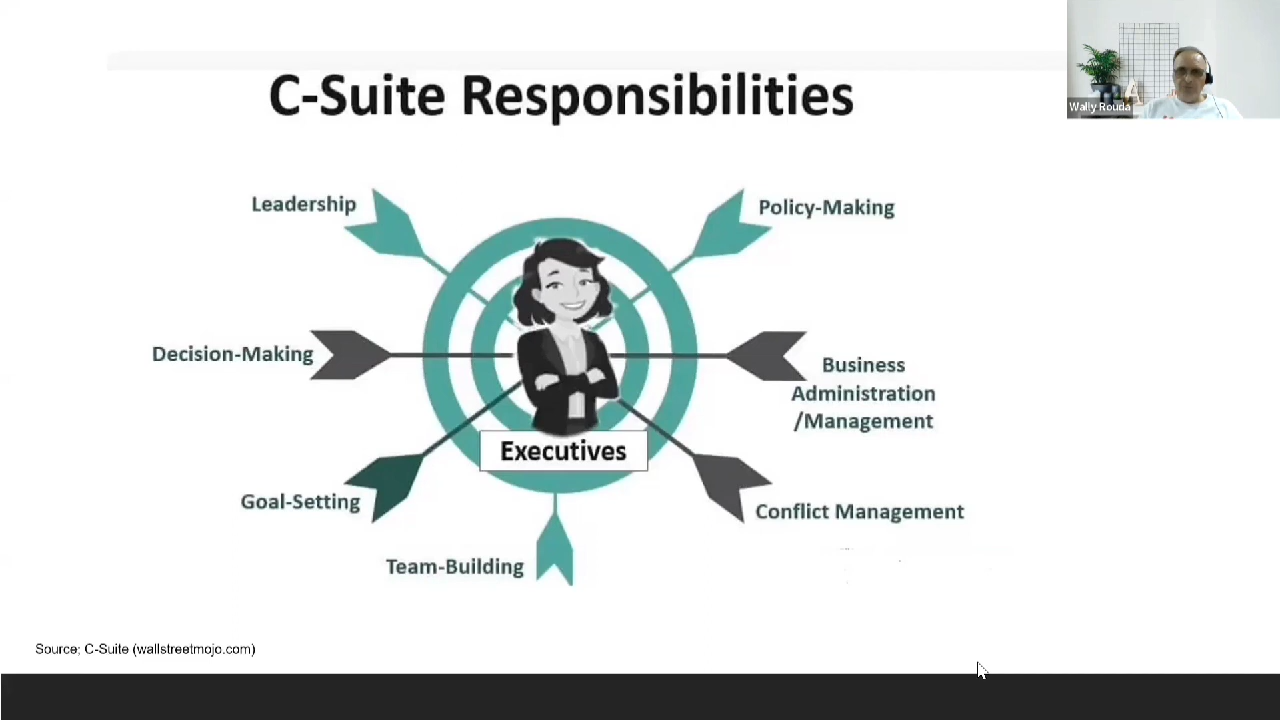 C-Suite Responsibilities
Wally Rouda
Leadership
Policy-Making
Decision-Making
Business
Administration
/Management
Goal-Setting
Executives
Conflict Management
Team-Building
Source; C-Suite (wallstreetmojo.com)